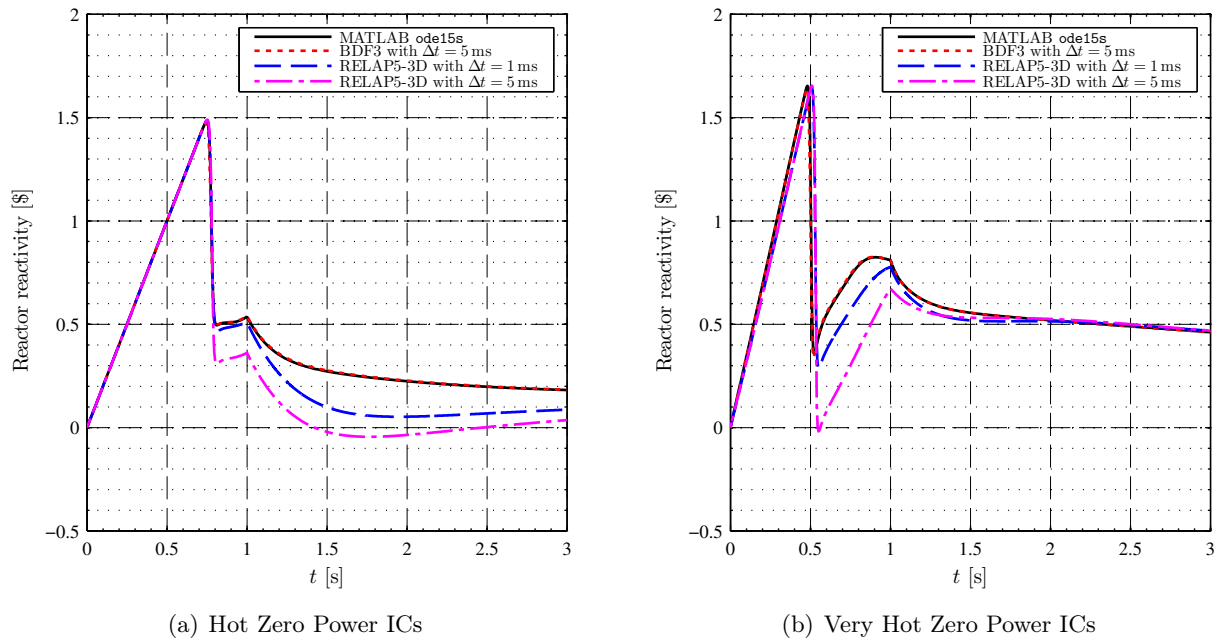 MATLAB ode15s
BDF3 with Δt = 5 ms
RELAP5-3D with Δt = 1 ms
RELAP5-3D with Δt = 5 ms
2
1.5
1
0.5
0
−0.5
Reactor reactivity [$]
0 0.5 1 1.5 2 2.5 3
t [s]
(a) Hot Zero Power ICs
MATLAB ode15s
BDF3 with Δt = 5 ms
RELAP5-3D with Δt = 1 ms
RELAP5-3D with Δt = 5 ms
2
1.5
1
0.5
0
−0.5
Reactor reactivity [$]
0 0.5 1 1.5 2 2.5 3
t [s]
(b) Very Hot Zero Power ICs